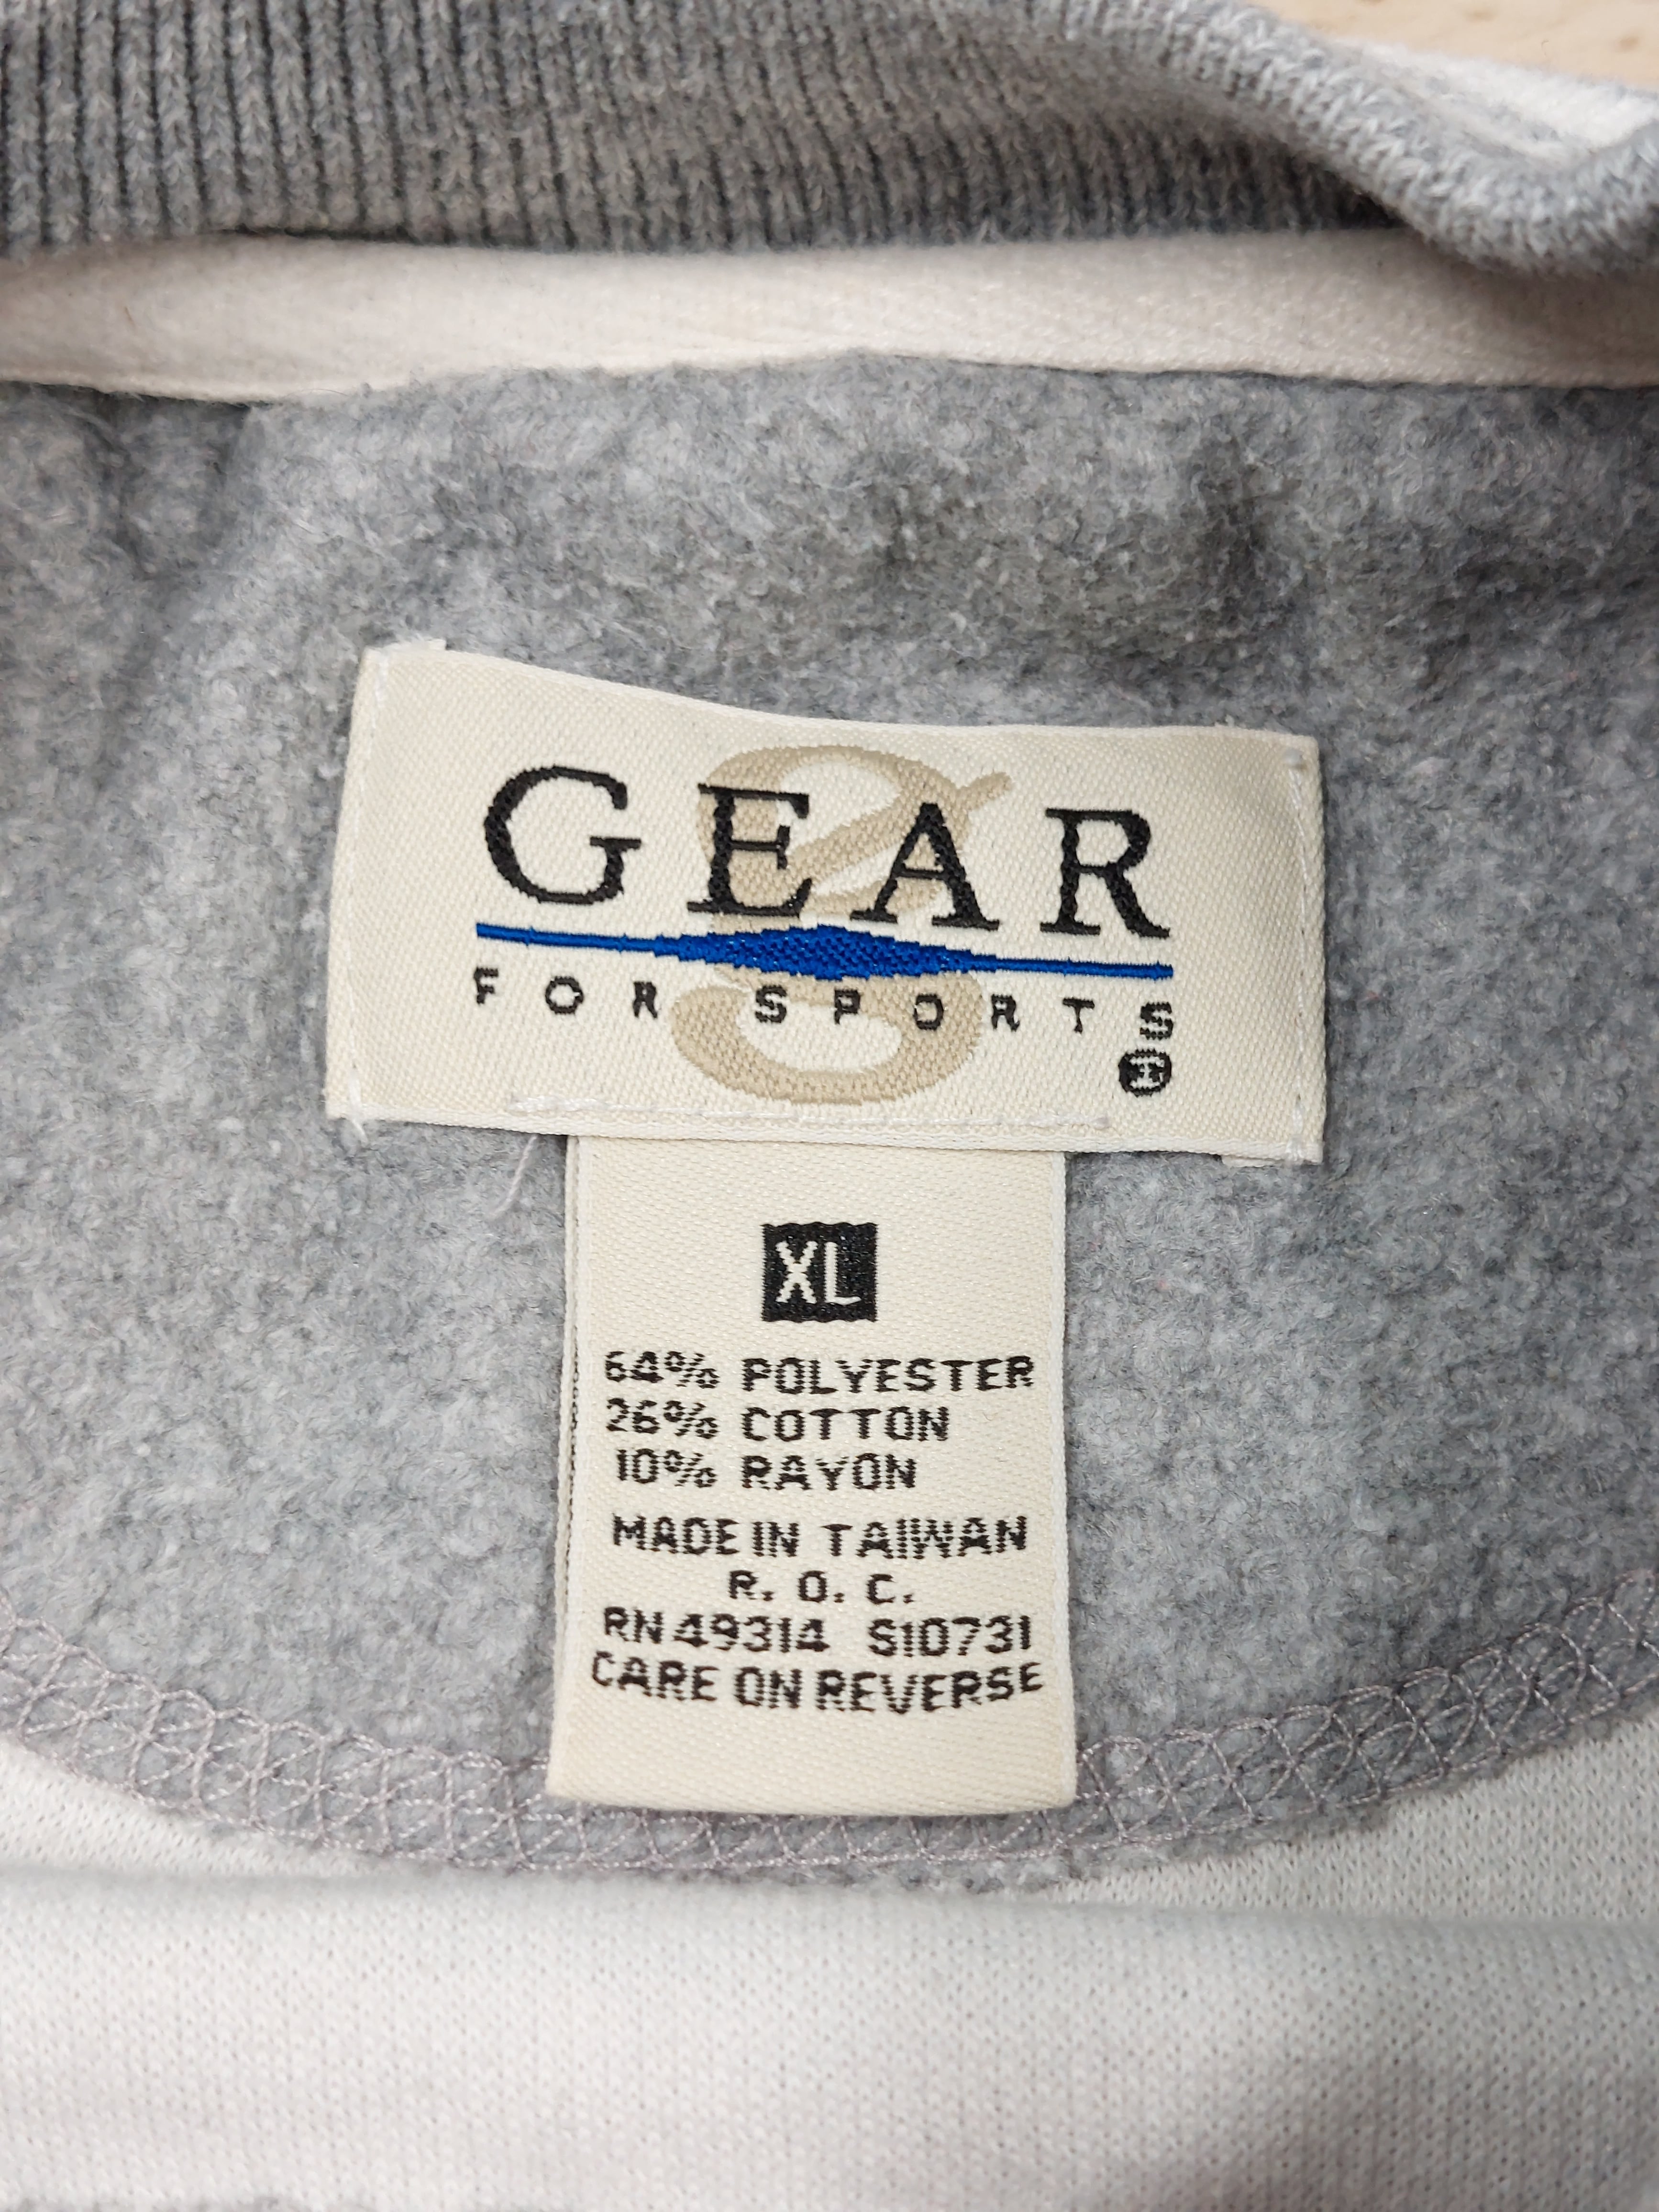 GEAR
FOR SPORTS
®
XL
64% POLYESTER
26% COTTON
10% RAYON
MADE IN TAIWAN
R. O. C.
RN 49314 S10731
CARE ON REVERSE